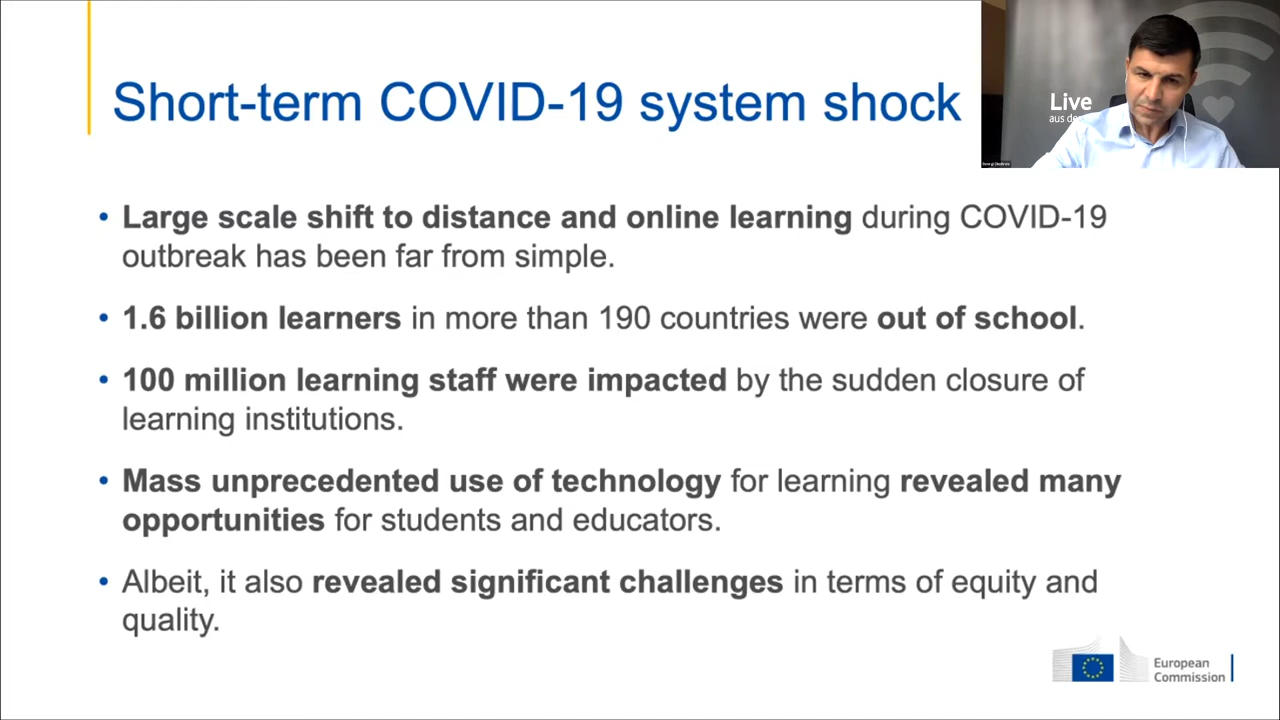 Short-term COVID-19 system shock
Live
aus de
• Large scale shift to distance and online learning during COVID-19
outbreak has been far from simple.
• 1.6 billion learners in more than 190 countries were out of school.
• 100 million learning staff were impacted by the sudden closure of
learning institutions.
• Mass unprecedented use of technology for learning revealed many
opportunities for students and educators.
• Albeit, it also revealed significant challenges in terms of equity and
quality.
European
Commission